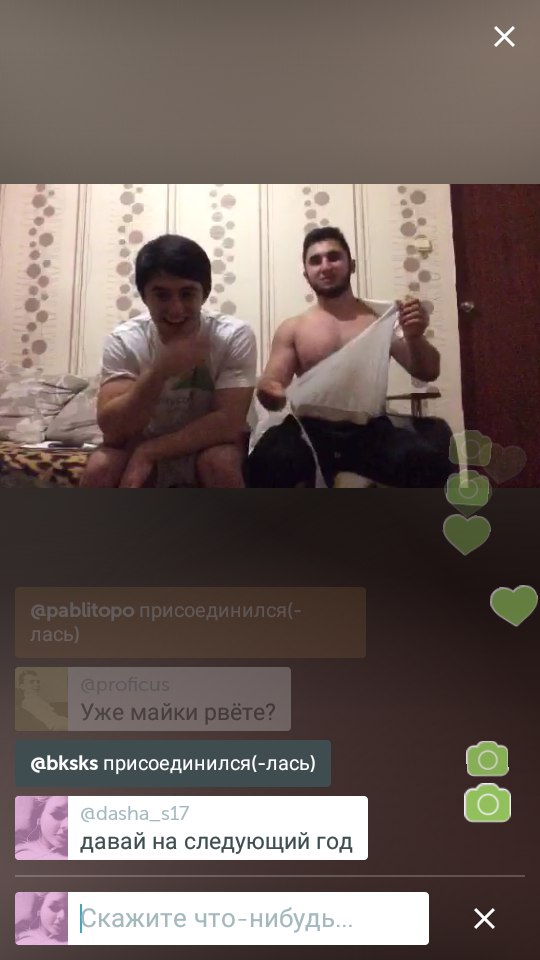 @pablitopo присоединился(-
лась)
@proficus
Уже майки рвёте?
@bksks присоединился(-лась)
@dasha_s17
давай на следующий год
Скажите что-нибудь...